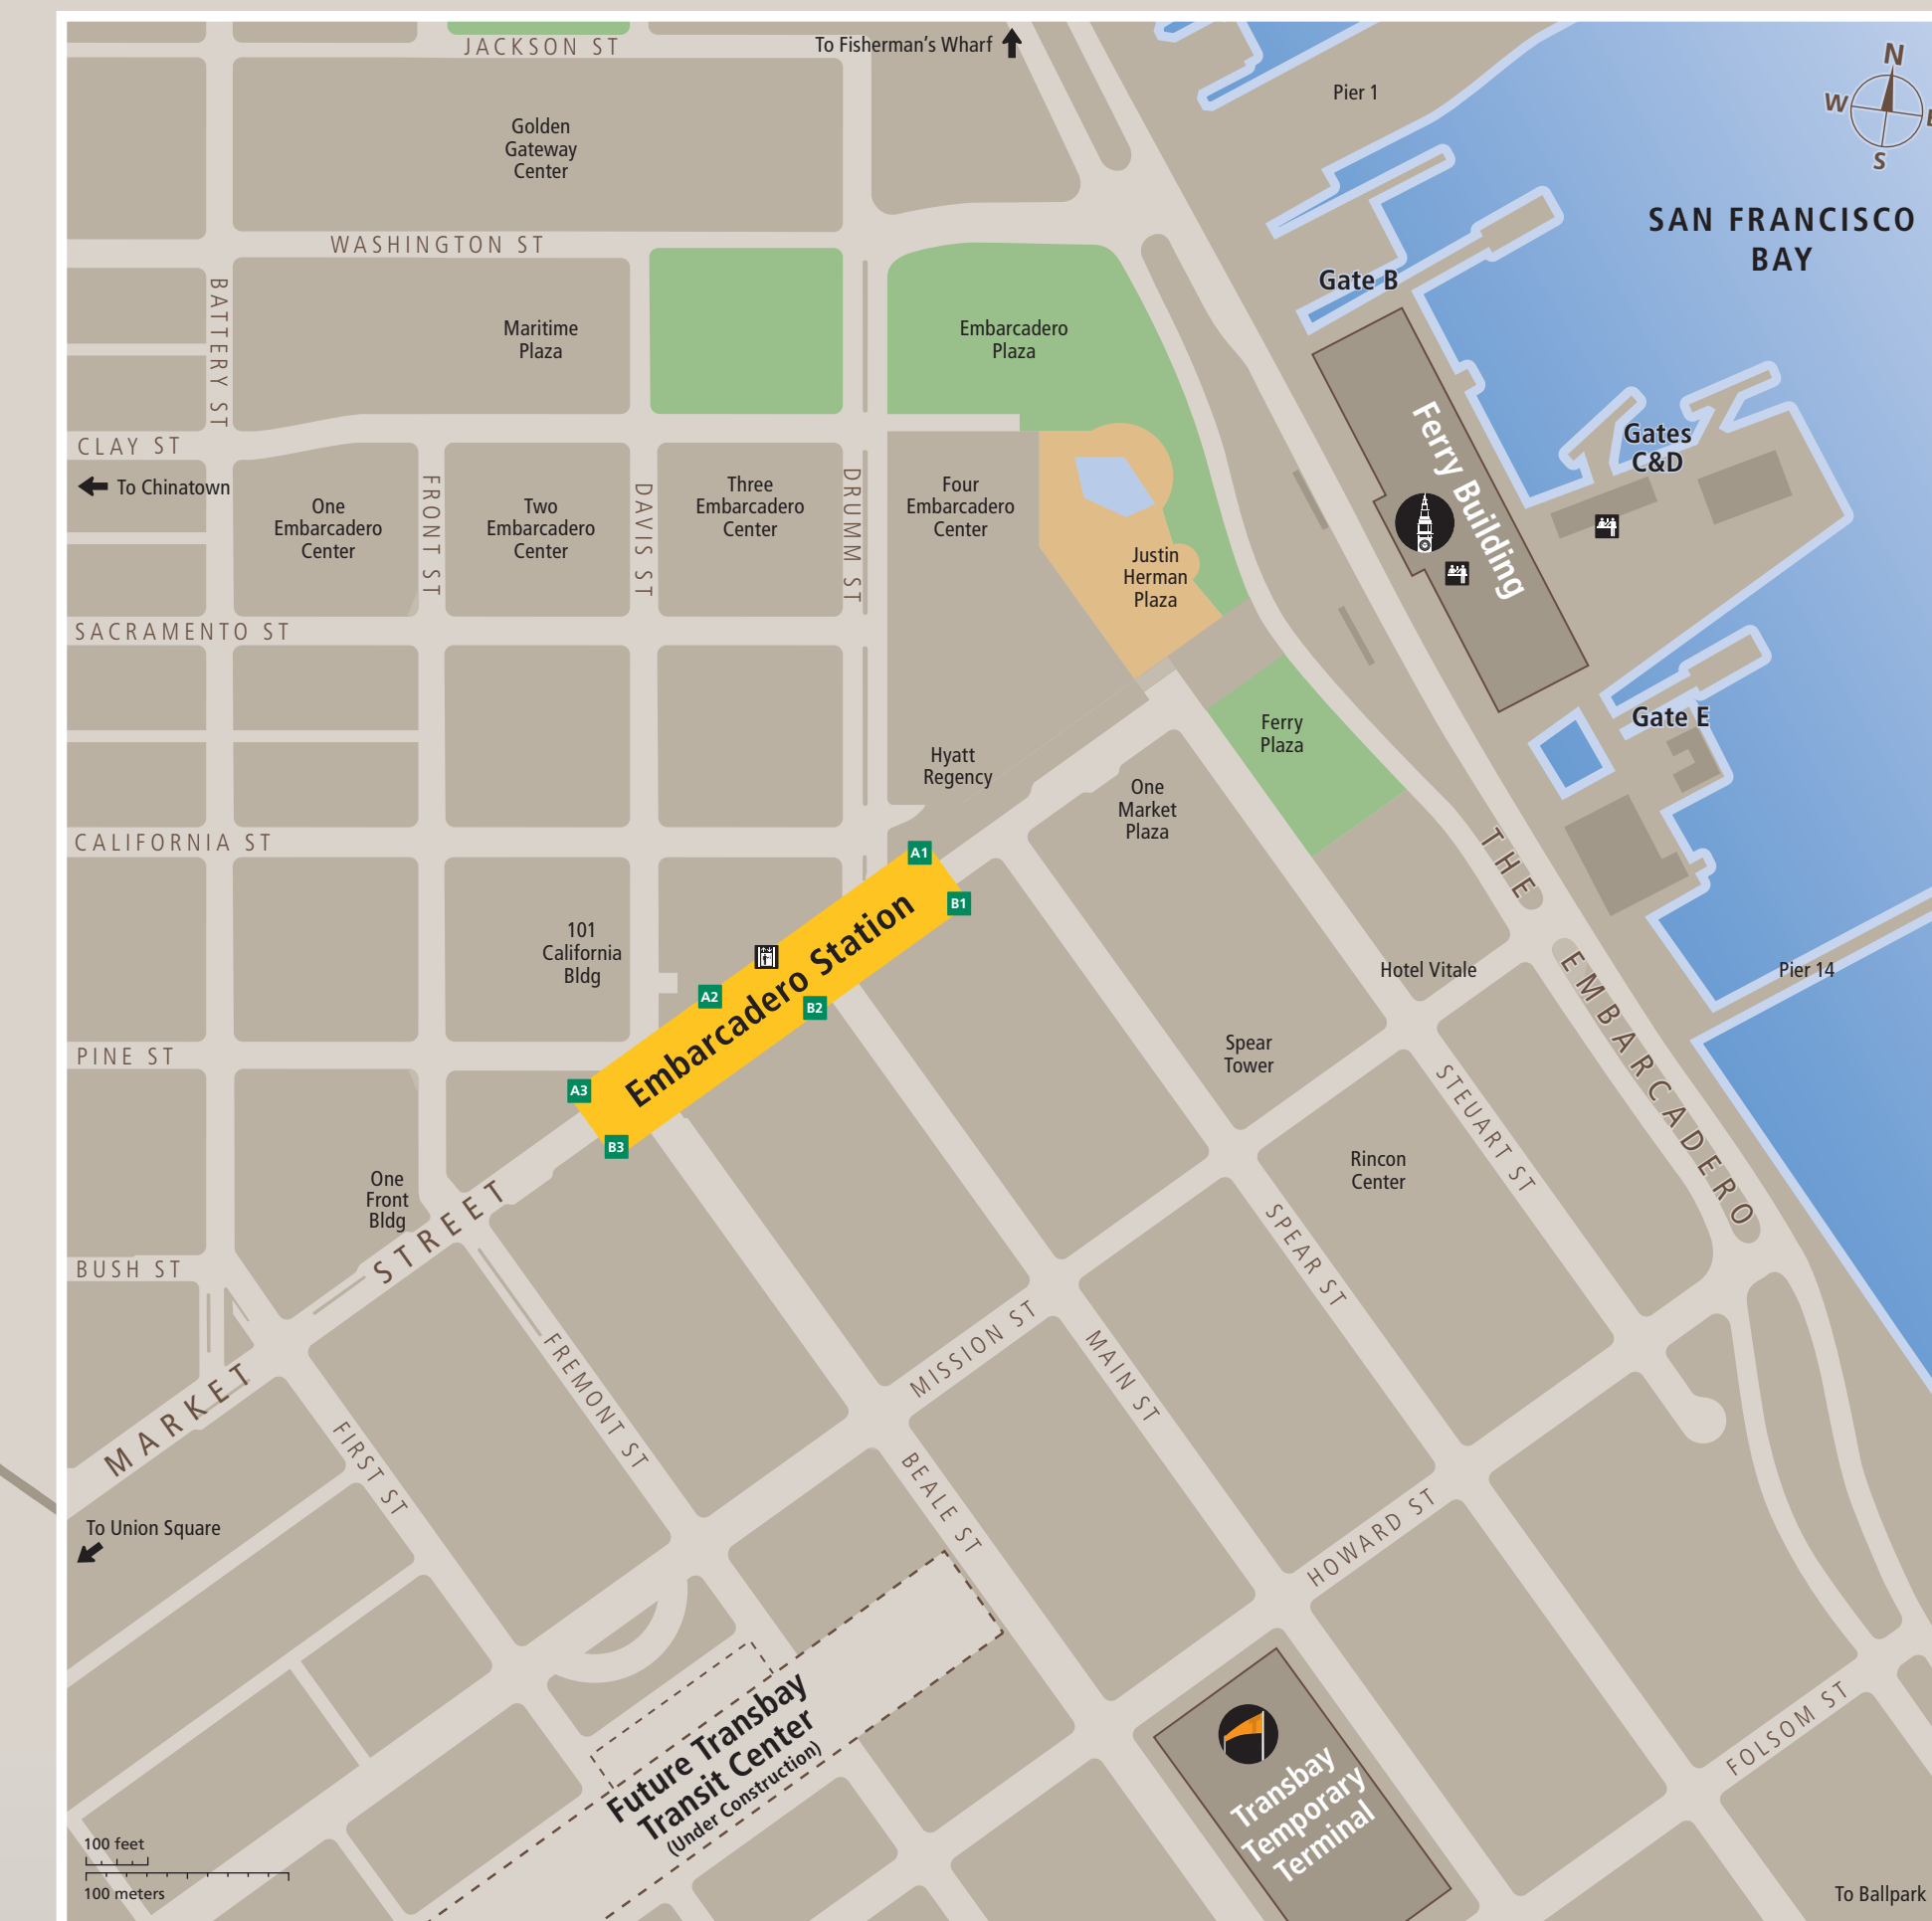 JACKSON ST
To Fisherman's Wharf
Pier 1
N
W
E
S
Golden
Gateway
Center
SAN FRANCISCO
BAY
WASHINGTON ST
Gate B
BATTERY ST
Maritime
Plaza
Embarcadero
Plaza
CLAY ST
To Chinatown
One
Embarcadero
Center
FRONT ST
Two
Embarcadero
Center
DAVIS ST
Three
Embarcadero
Center
DRUMM ST
Four
Embarcadero
Center
Justin
Herman
Plaza
Ferry Building
Gates
C&D
SACRAMENTO ST
Gate E
Ferry
Plaza
Hyatt
Regency
One
Market
Plaza
CALIFORNIA ST
A1
B1
THE
EMBARCADERO
101
California
Bldg
Embarcadero Station
A2
B2
Hotel Vitale
Pier 14
PINE ST
A3
B3
Spear
Tower
STEUART ST
One
Front
Bldg
Rincon
Center
BUSH ST
MARKET
STREET
SPEAR ST
MISSION ST
MAIN ST
FREMONT ST
FIRST ST
BEALE ST
HOWARD ST
To Union Square
Future Transbay
Transit Center
(Under Construction)
Transbay
Temporary
Terminal
FOLSOM ST
100 feet
100 meters
To Ballpark